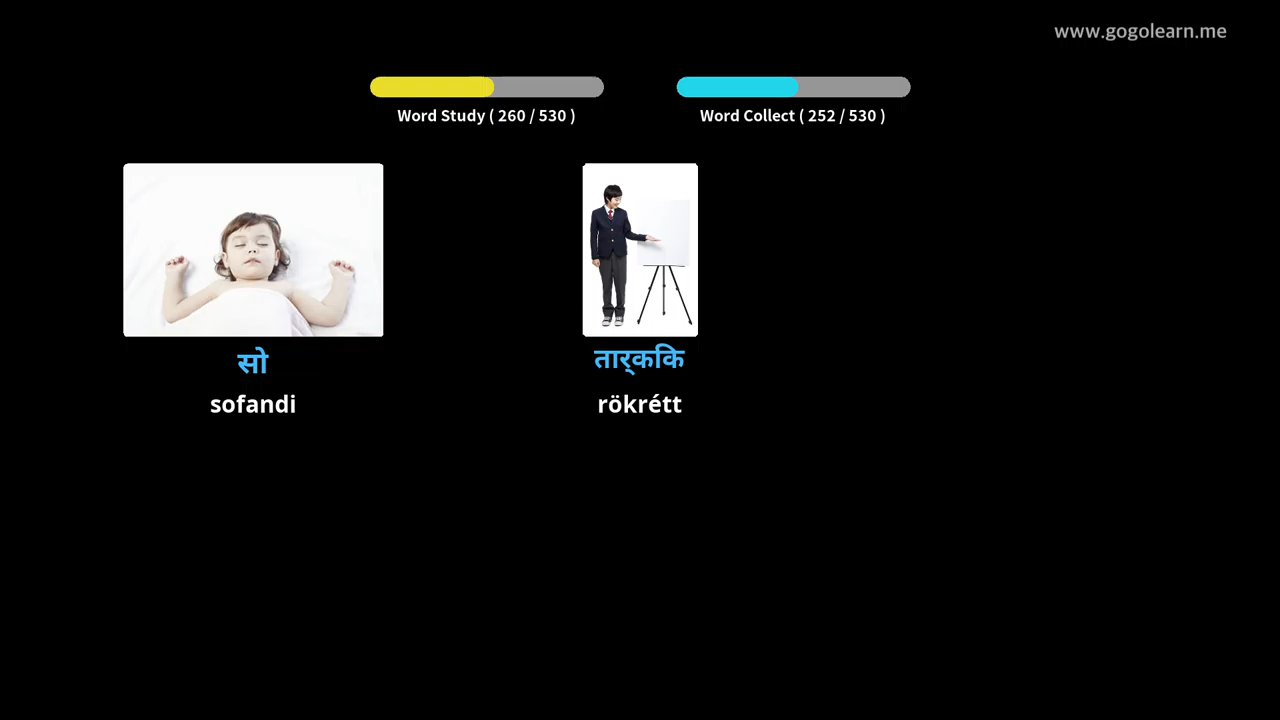 www.gogolearn.me
Word Study ( 260 / 530 )
Word Collect ( 252 / 530 )
सो
तार्ककि
sofandi
rökrétt